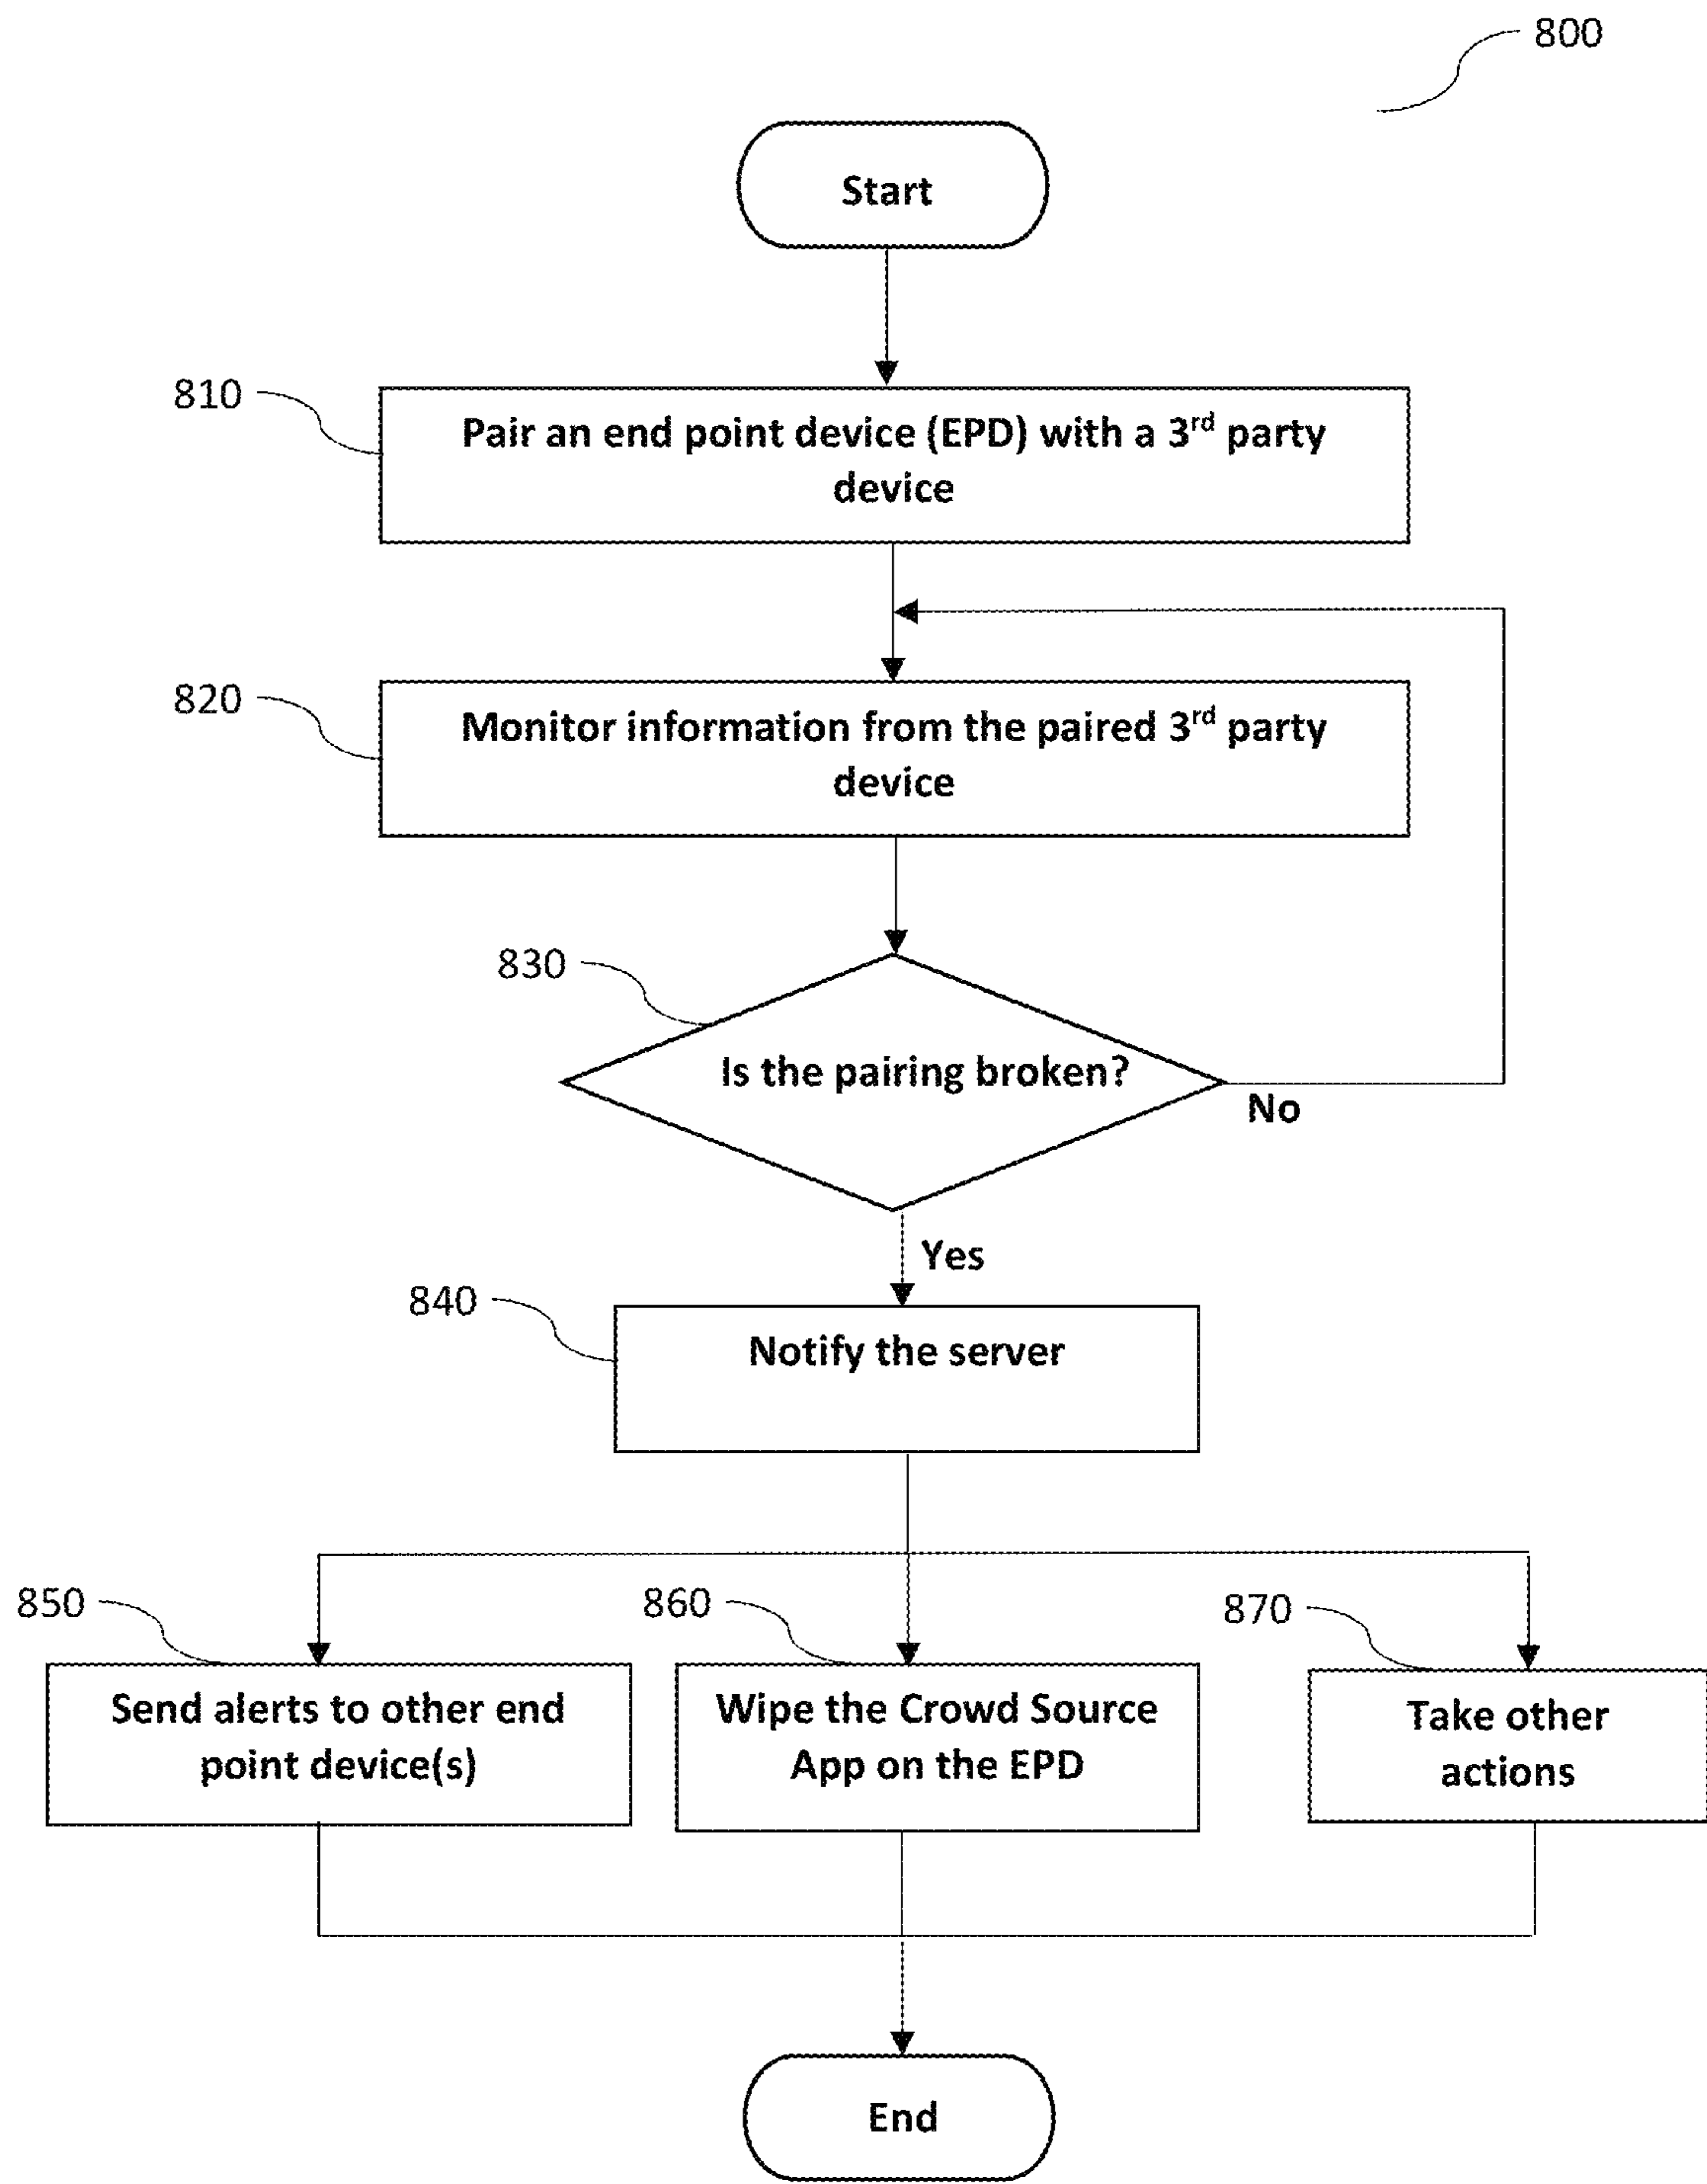 800
Start
810
Pair an end point device (EPD) with a 3rd party
device
820
Monitor information from the paired 3rd party
device
830
Is the pairing broken?
No
Yes
840
Notify the server
850
860
870
Send alerts to other end
point device(s)
Wipe the Crowd Source
App on the EPD
Take other
actions
End